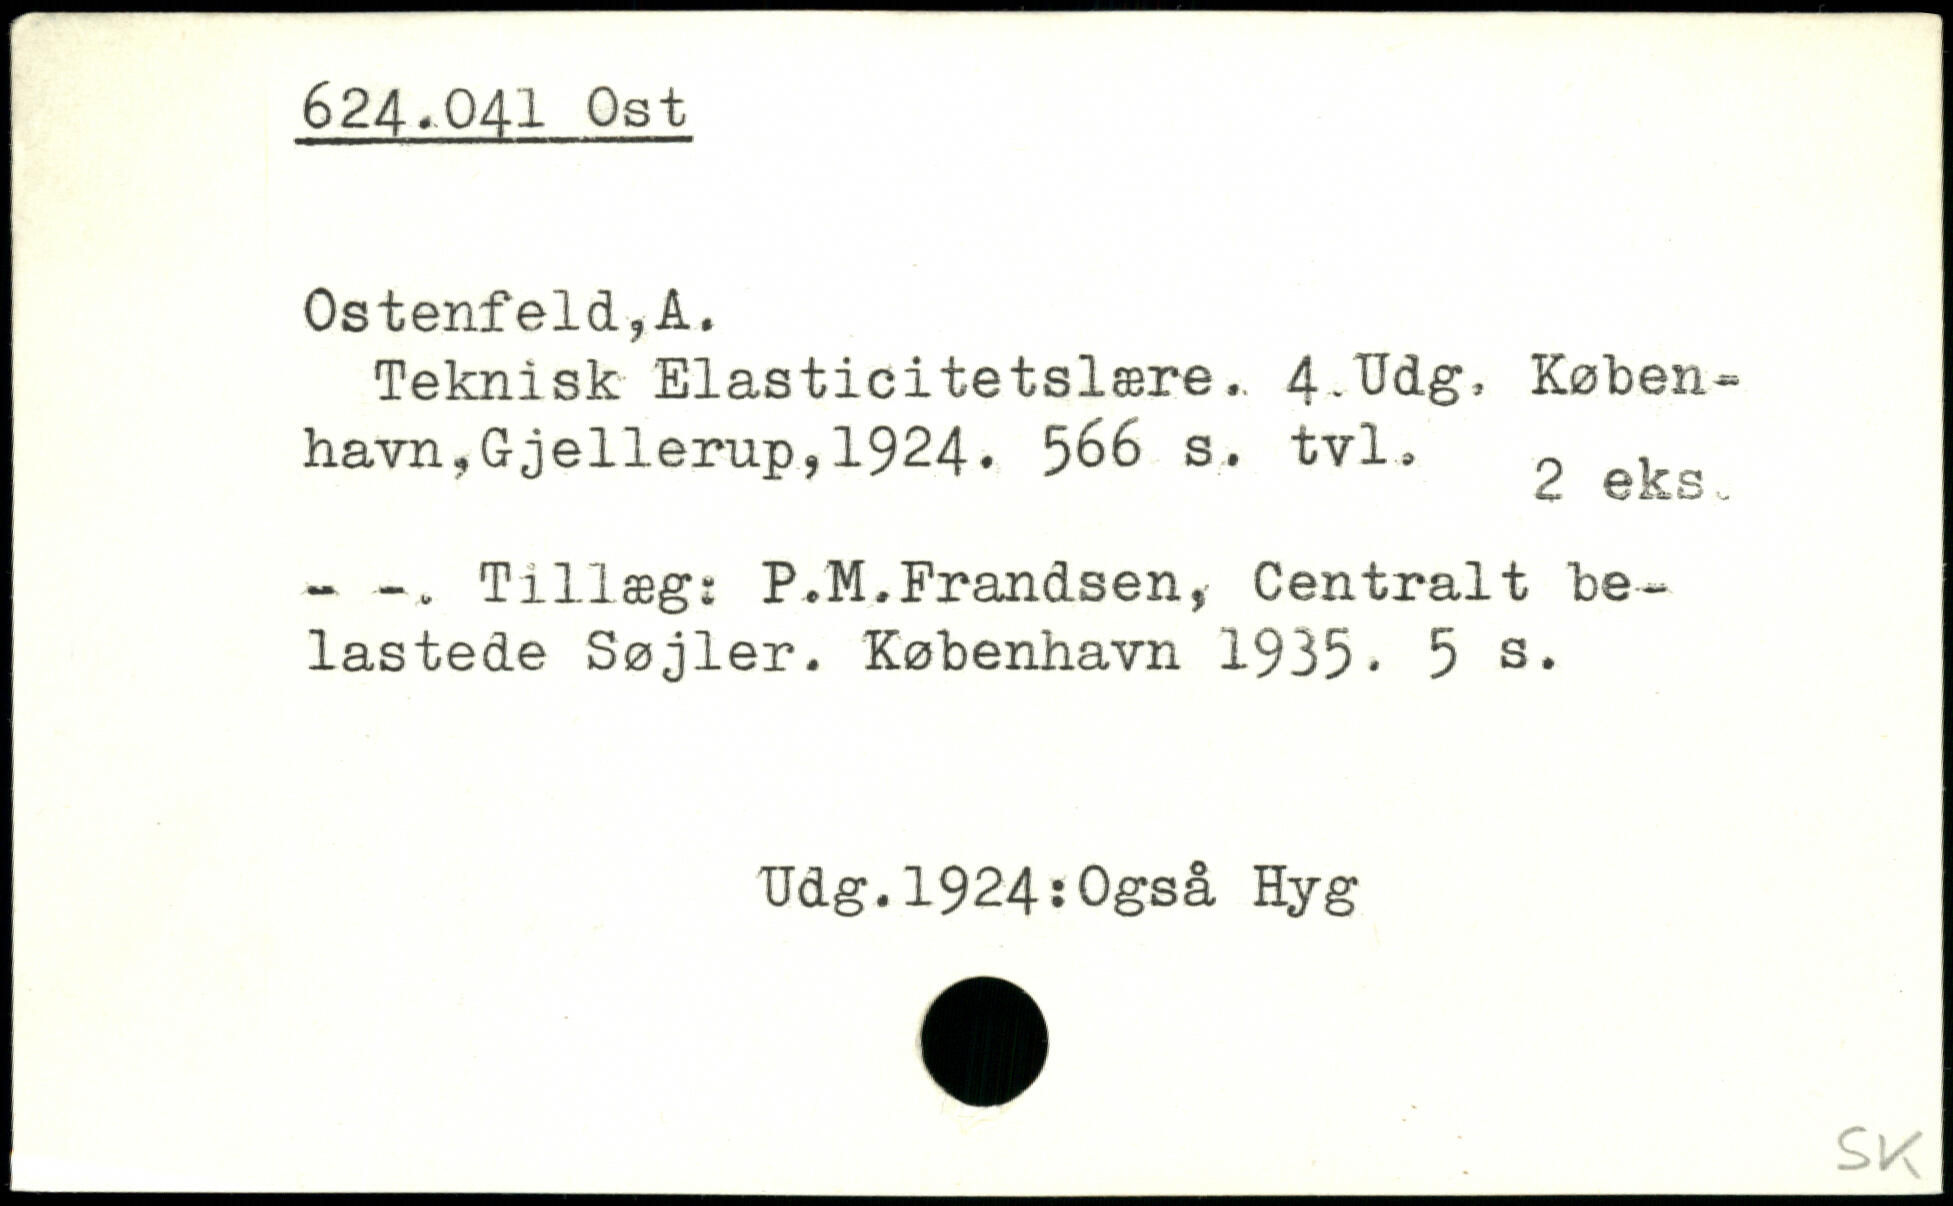 624.041 Ost
Ostenfeld,A.
Teknisk Elasticitetslære. 4.Udg. Køben-
havn,Gjellerup,1924. 566 s. tvl.
2 eks.
- -. Tillæg: P.M.Frandsen, Centralt be-
lastede Søjler. København 1935. 5 s.
Udg.1924:Også Hyg
SK